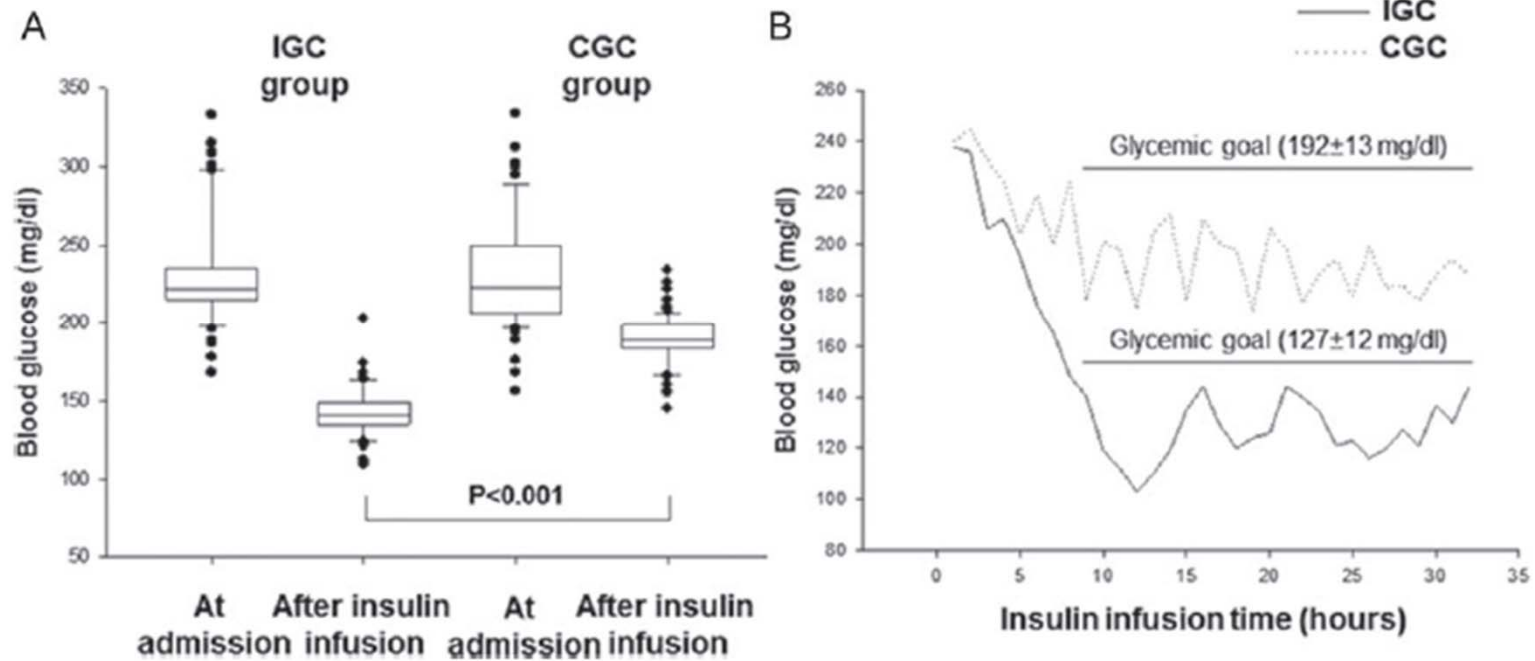 A
IGC
group
CGC
group
350
300
250
200
150
100
50
Blood glucose (mg/dl)
P<0.001
At
admission
After insulin
infusion
At
admission
After insulin
infusion
B
IGC
CGC
260
240
220
200
180
160
140
120
100
80
Blood glucose (mg/dl)
Glycemic goal (192±13 mg/dl)
Glycemic goal (127±12 mg/dl)
0 5 10 15 20 25 30 35
Insulin infusion time (hours)